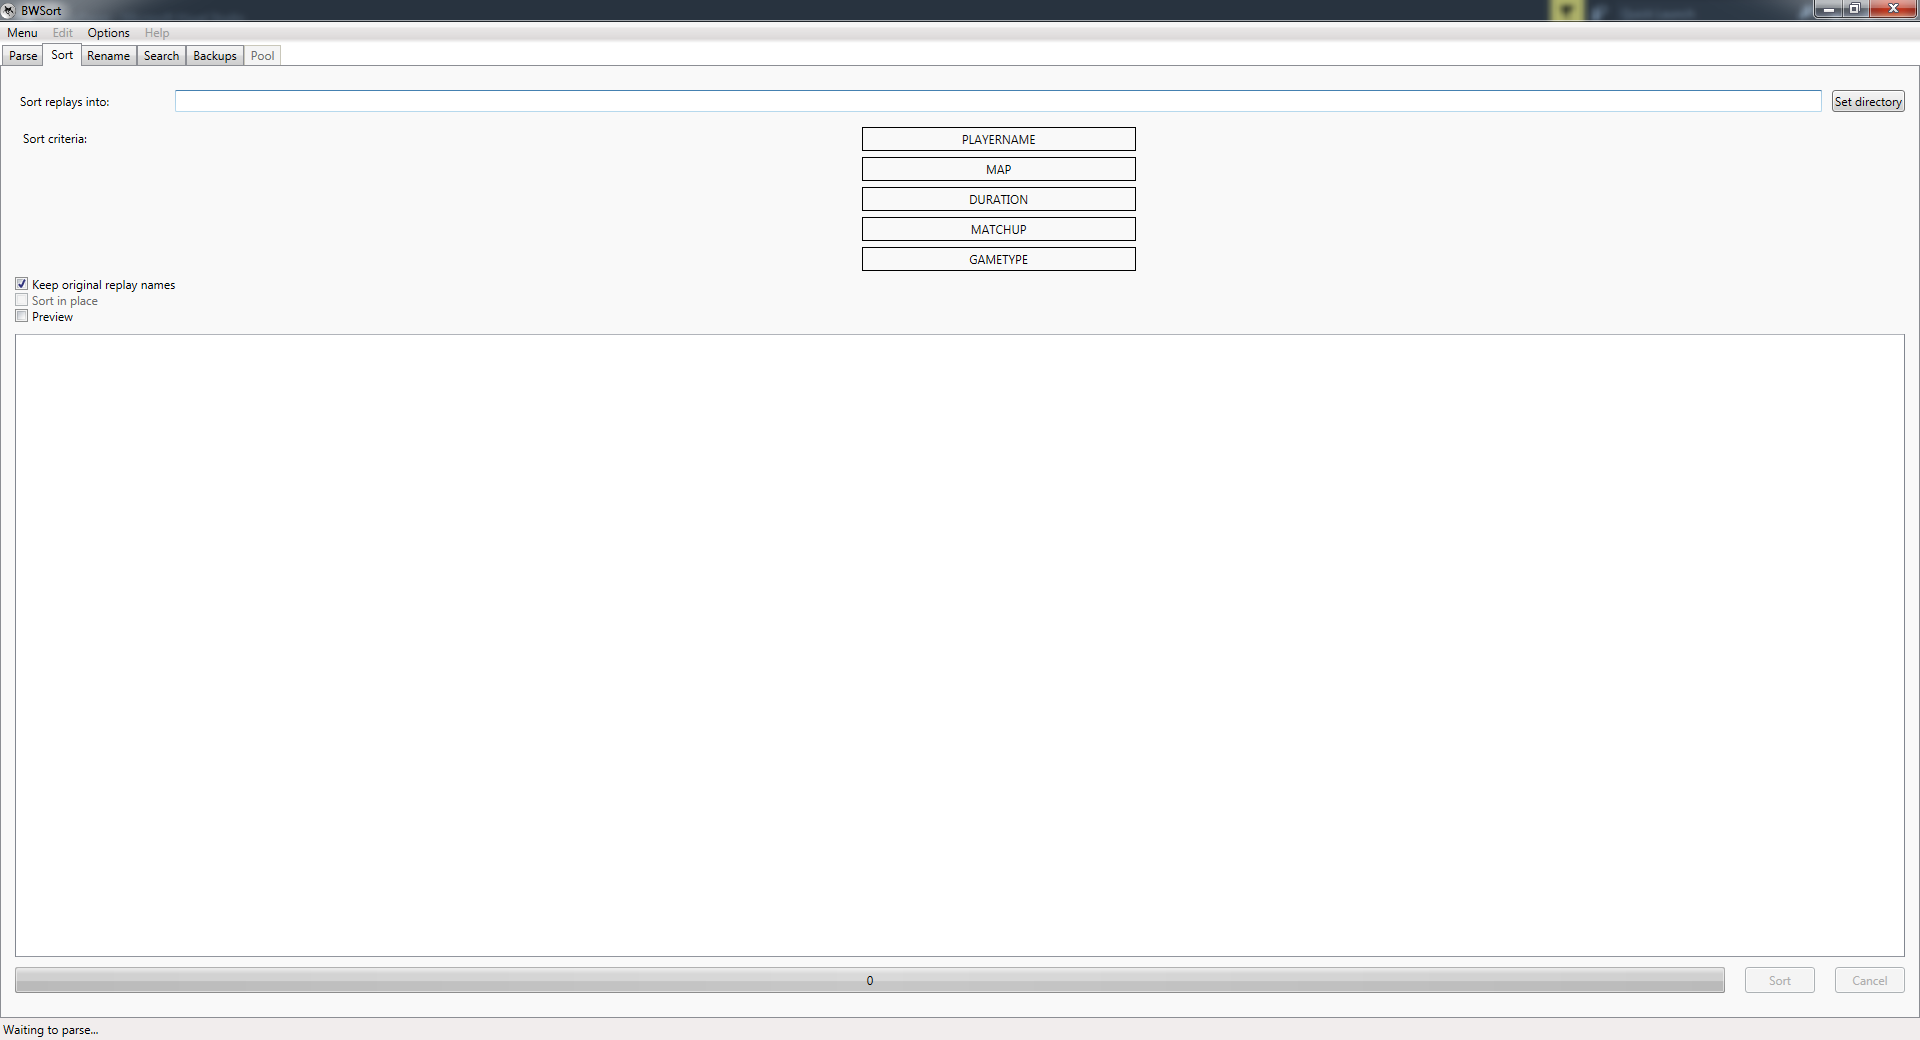 BWSort
Menu Edit Options Help
Parse Sort Rename Search Backups Pool
Sort replays into: Set directory
Sort criteria:
PLAYERNAME
MAP
DURATION
MATCHUP
GAMETYPE
Keep original replay names
Sort in place
Preview
0 Sort Cancel
Waiting to parse...